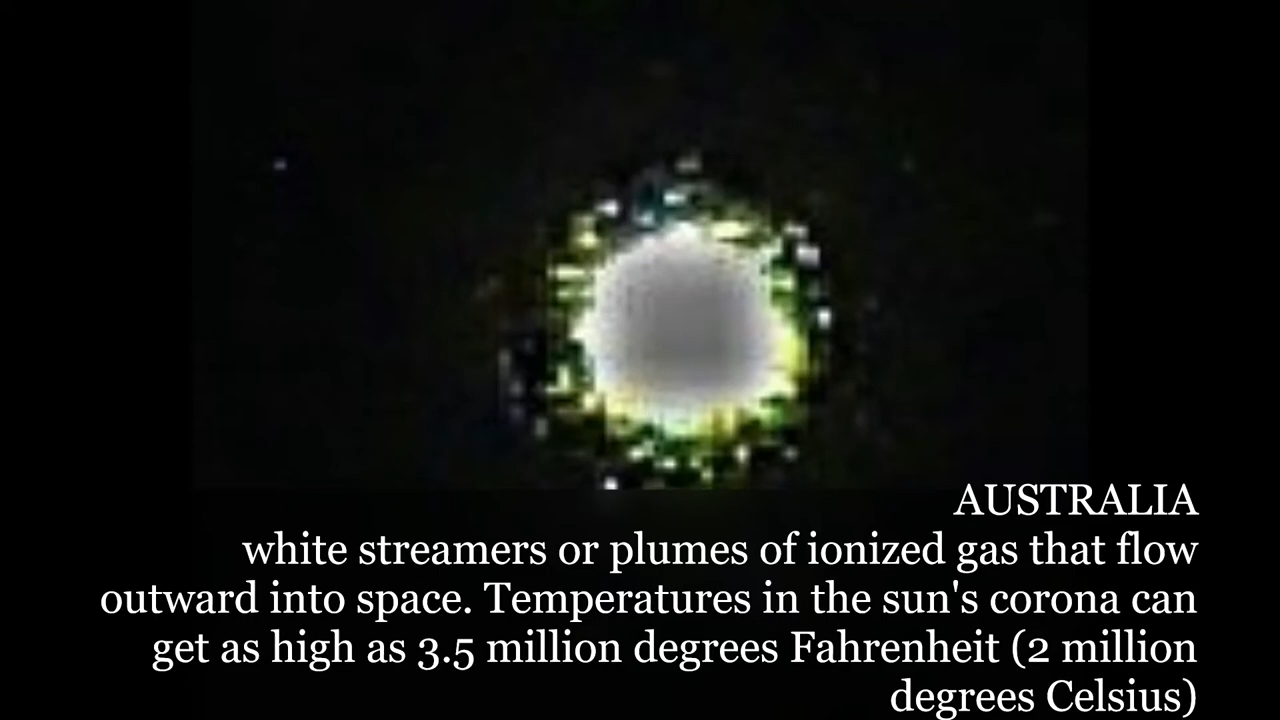 AUSTRALIA
white streamers or plumes of ionized gas that flow
outward into space. Temperatures in the sun's corona can
get as high as 3.5 million degrees Fahrenheit (2 million
degrees Celsius)